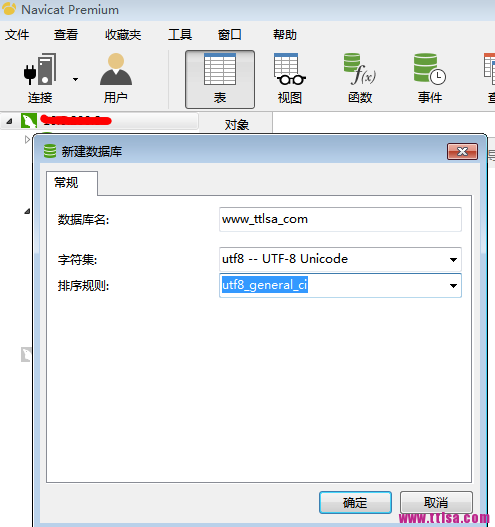 Navicat Premium
文件 查看 收藏夹 工具 窗口 帮助
连接 用户 表 视图 函数 事件
对象
新建数据库
常规
数据库名: www_ttlsa_com
字符集: utf8 -- UTF-8 Unicode
排序规则: utf8_general_ci
确定 取消
www.ttlsa.com